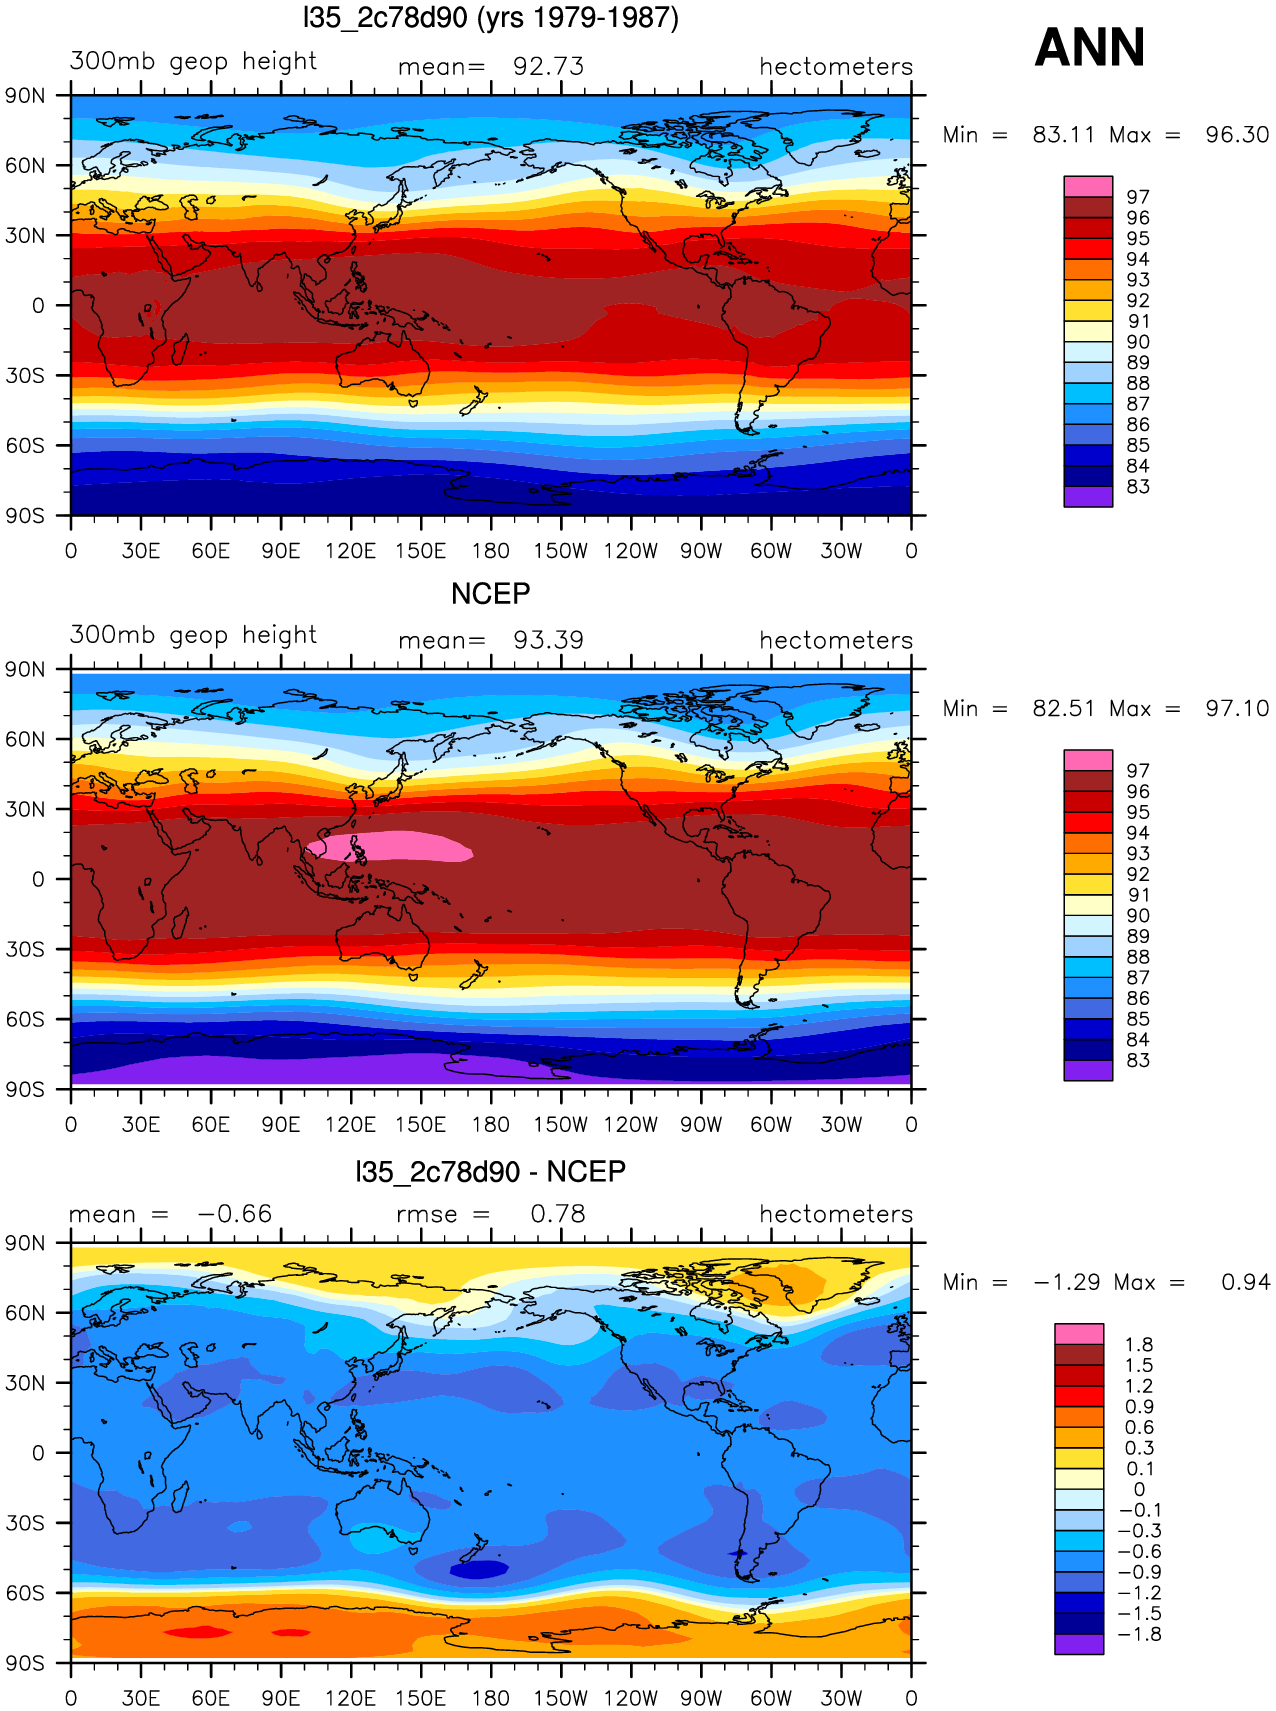 l35_2c78d90 (yrs 1979-1987)
ANN
300mb geop height mean= 92.73 hectometers
Min = 83.11 Max = 96.30
90N
60N
30N
0
30S
60S
90S
0 30E 60E 90E 120E 150E 180 150W 120W 90W 60W 30W 0
97
96
95
94
93
92
91
90
89
88
87
86
85
84
83
NCEP
300mb geop height mean= 93.39 hectometers
Min = 82.51 Max = 97.10
90N
60N
30N
0
30S
60S
90S
0 30E 60E 90E 120E 150E 180 150W 120W 90W 60W 30W 0
97
96
95
94
93
92
91
90
89
88
87
86
85
84
83
l35_2c78d90 - NCEP
mean = -0.66 rmse = 0.78 hectometers
Min = -1.29 Max = 0.94
90N
60N
30N
0
30S
60S
90S
0 30E 60E 90E 120E 150E 180 150W 120W 90W 60W 30W 0
1.8
1.5
1.2
0.9
0.6
0.3
0.1
0
-0.1
-0.3
-0.6
-0.9
-1.2
-1.5
-1.8